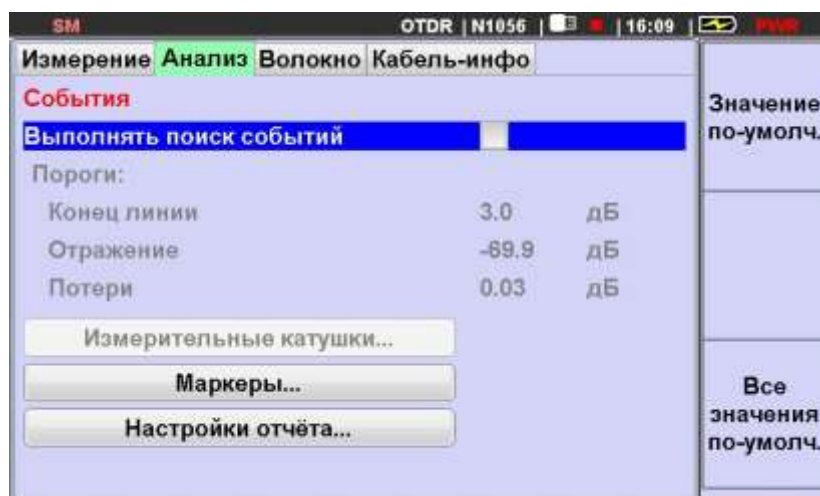 SM OTDR | N1056 | | 16:09 | PWR
Измерение Анализ Волокно Кабель-инфо
События
Выполнять поиск событий
Пороги:
Конец линии 3.0 дБ
Отражение -69.9 дБ
Потери 0.03 дБ
Измерительные катушки...
Маркеры...
Настройки отчёта...
Значение
по-умолч.
Все
значения
по-умолч.